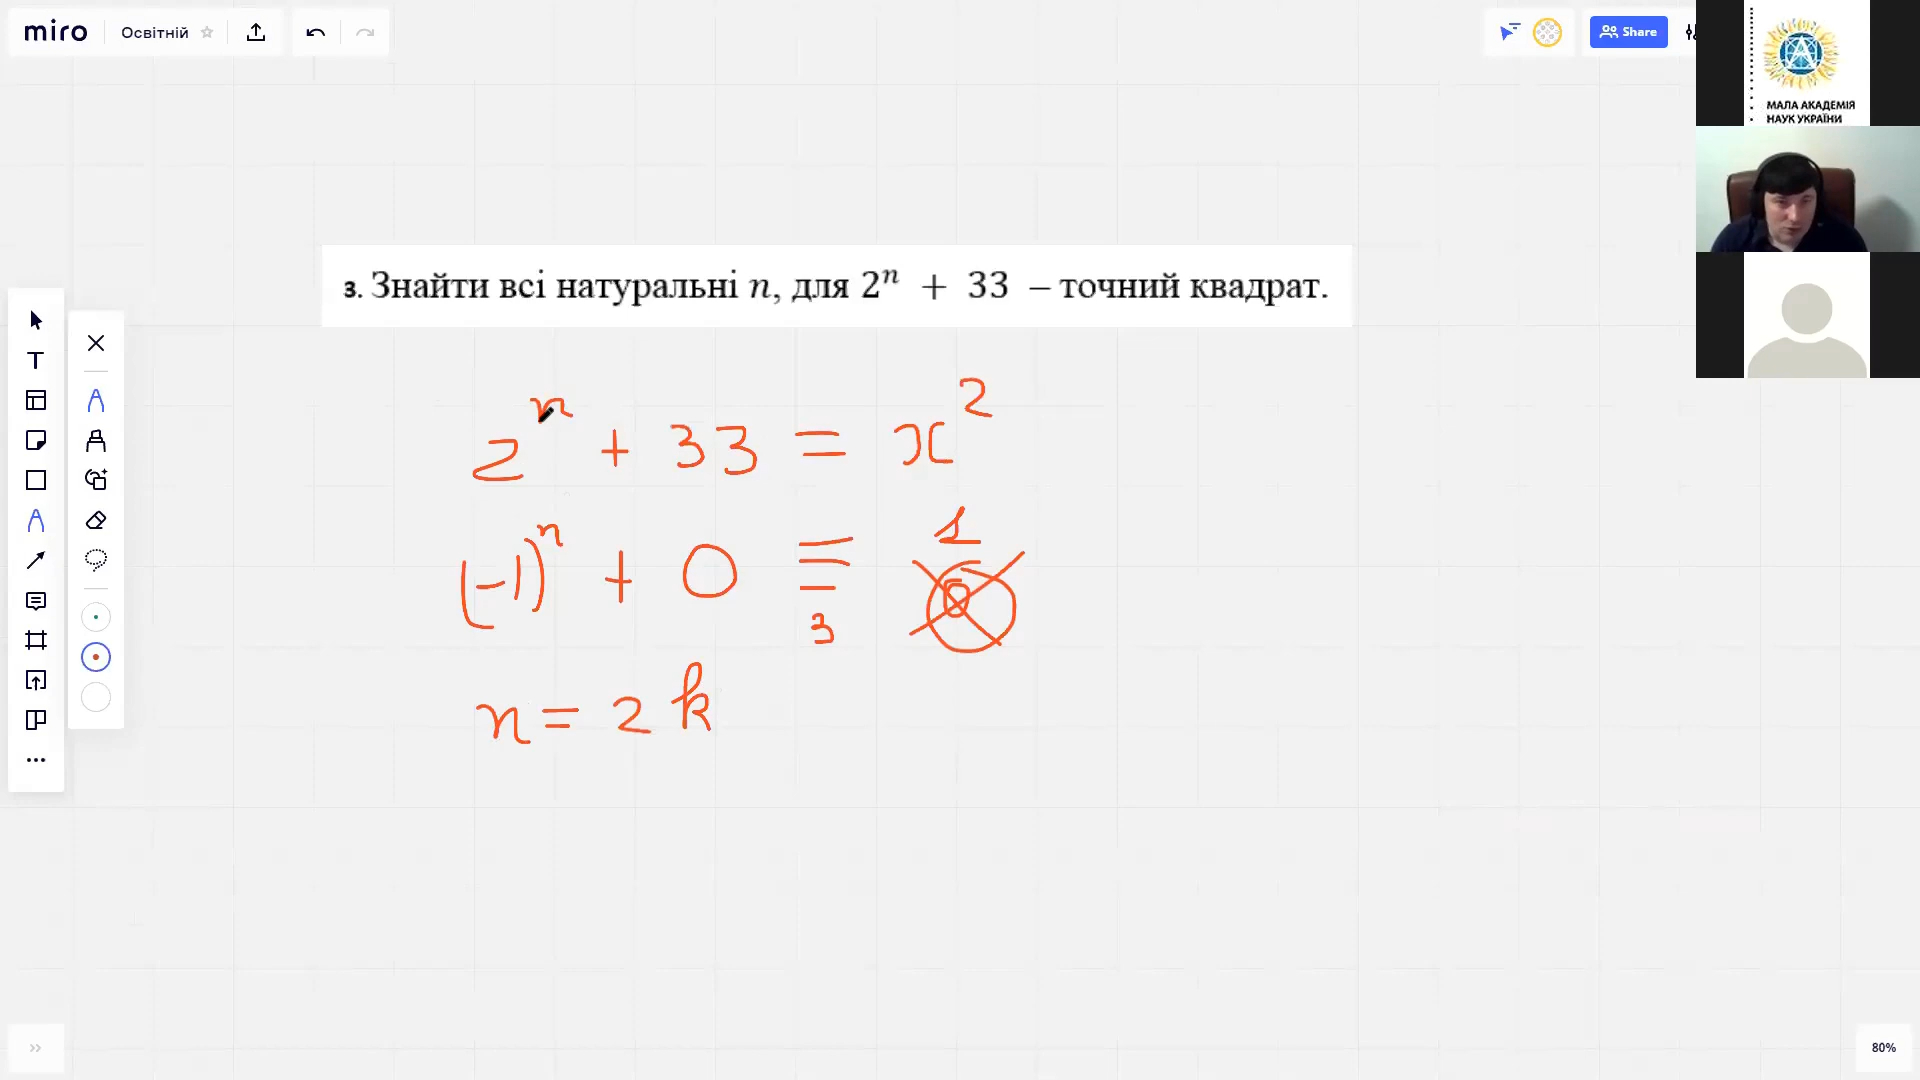 miro
Освітній
Share
МАЛА АКАДЕМІЯ
НАУК УКРАЇНИ
3. Знайти всі натуральні n, для 2ⁿ + 33 – точний квадрат.
2ⁿ + 33 = x²
(-1)ⁿ + 0 ≡₃ 1 0
n = 2k
80%